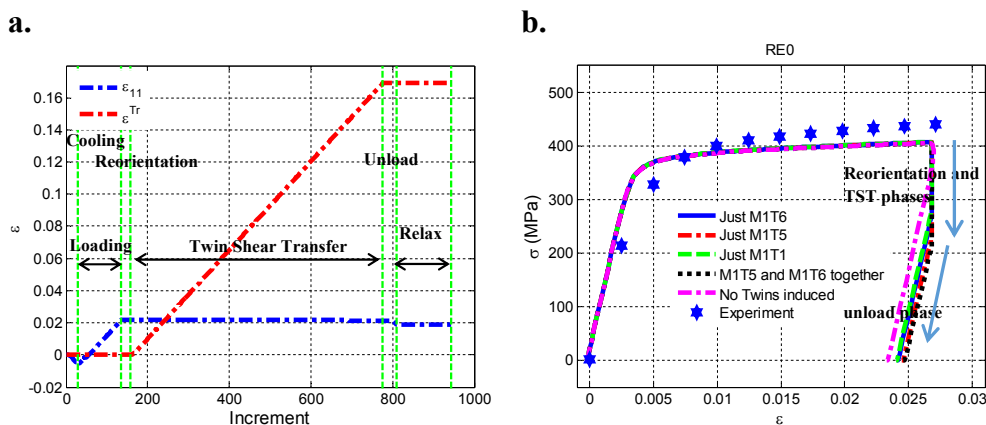 a.
b.
ε
0.16
0.14
0.12
0.1
0.08
0.06
0.04
0.02
0
-0.02
ε11
εTr
Cooling
Reorientation
Unload
Loading
Twin Shear Transfer
Relax
0 200 400 600 800 1000
Increment
RE0
σ (MPa)
500
400
300
200
100
0
Reorientation and
TST phases
Just M1T6
Just M1T5
Just M1T1
M1T5 and M1T6 together
No Twins induced
Experiment
unload phase
0 0.005 0.01 0.015 0.02 0.025 0.03
ε